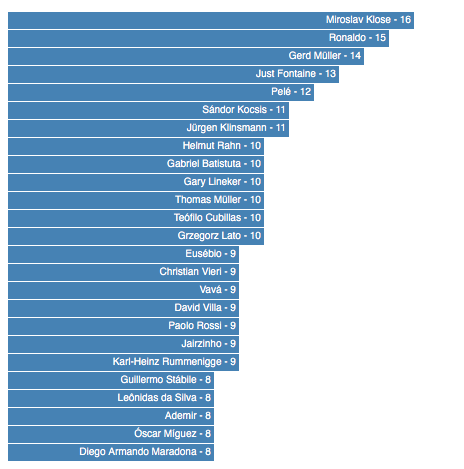 Miroslav Klose - 16
Ronaldo - 15
Gerd Müller - 14
Just Fontaine - 13
Pelé - 12
Sándor Kocsis - 11
Jürgen Klinsmann - 11
Helmut Rahn - 10
Gabriel Batistuta - 10
Gary Lineker - 10
Thomas Müller - 10
Teófilo Cubillas - 10
Grzegorz Lato - 10
Eusébio - 9
Christian Vieri - 9
Vavá - 9
David Villa - 9
Paolo Rossi - 9
Jairzinho - 9
Karl-Heinz Rummenigge - 9
Guillermo Stábile - 8
Leônidas da Silva - 8
Ademir - 8
Óscar Míguez - 8
Diego Armando Maradona - 8